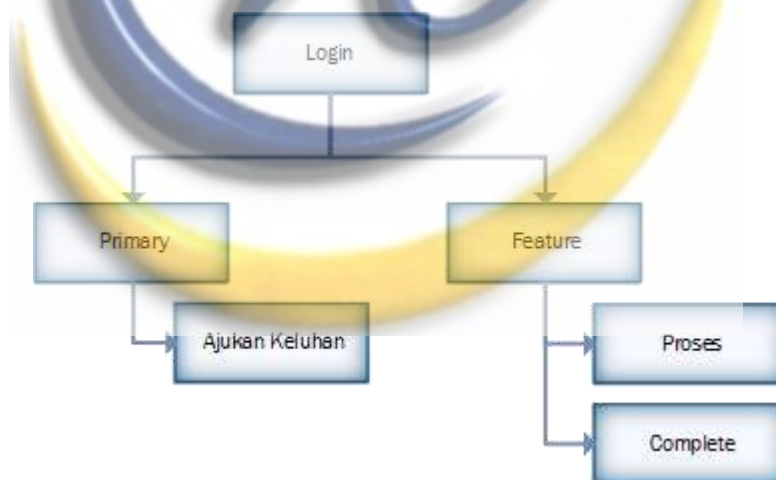 Login
Primary
Feature
Ajukan Keluhan
Proses
Complete